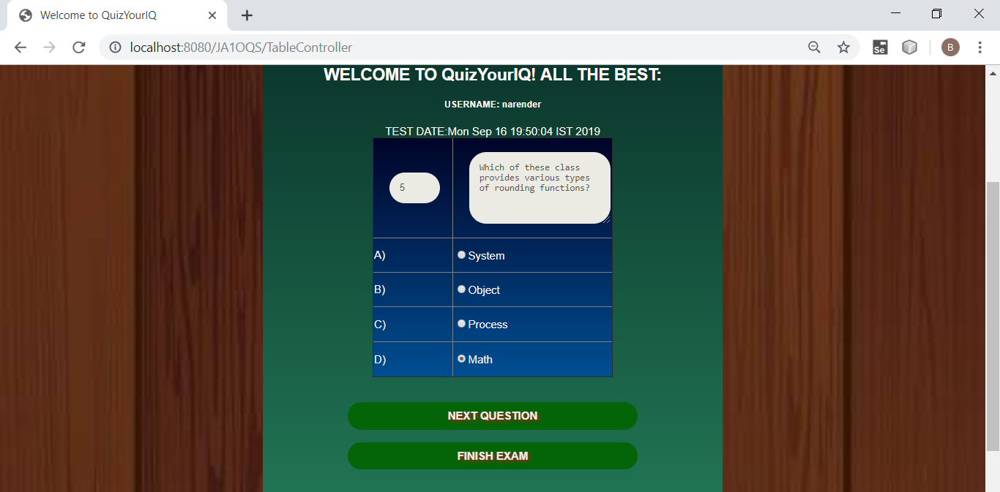 Welcome to QuizYourIQ
localhost:8080/JA1OQS/TableController
Se
B
WELCOME TO QuizYourIQ! ALL THE BEST:
USERNAME: narender
TEST DATE:Mon Sep 16 19:50:04 IST 2019
5
Which of these class
provides various types
of rounding functions?
A) System
B) Object
C) Process
D) Math
NEXT QUESTION
FINISH EXAM